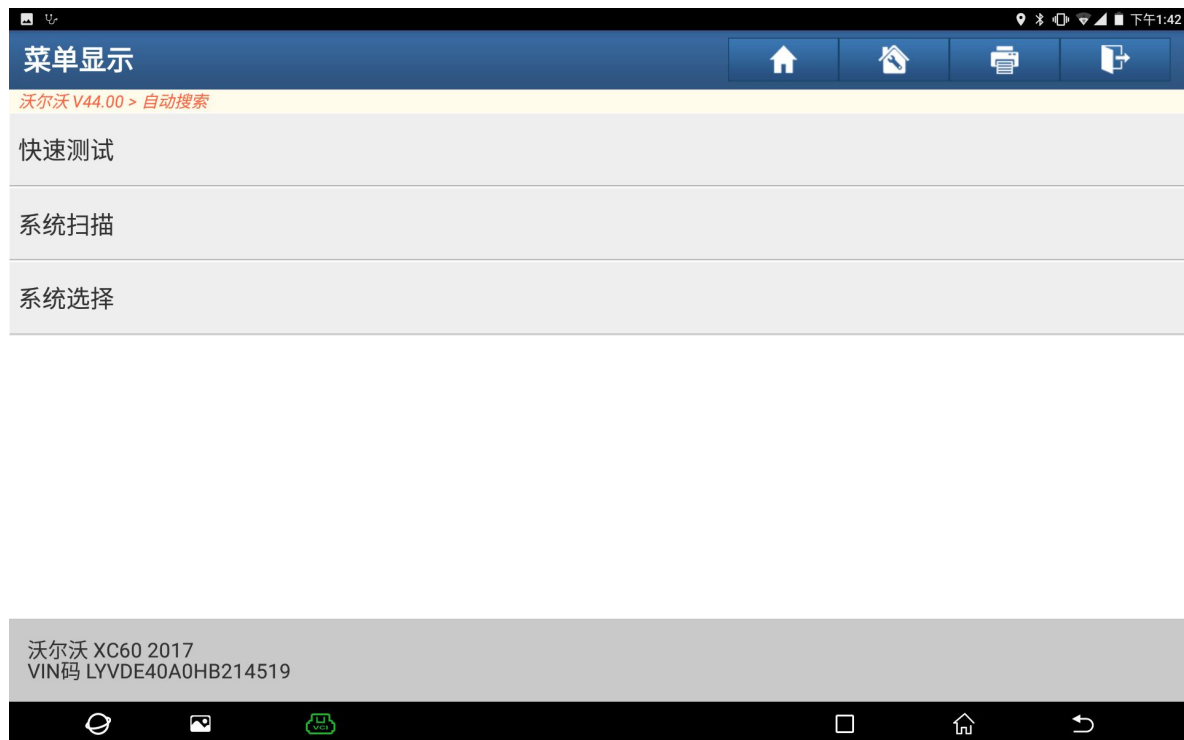 下午1:42
菜单显示
沃尔沃 V44.00 > 自动搜索
快速测试
系统扫描
系统选择
沃尔沃 XC60 2017
VIN码 LYVDE40A0HB214519
VCI